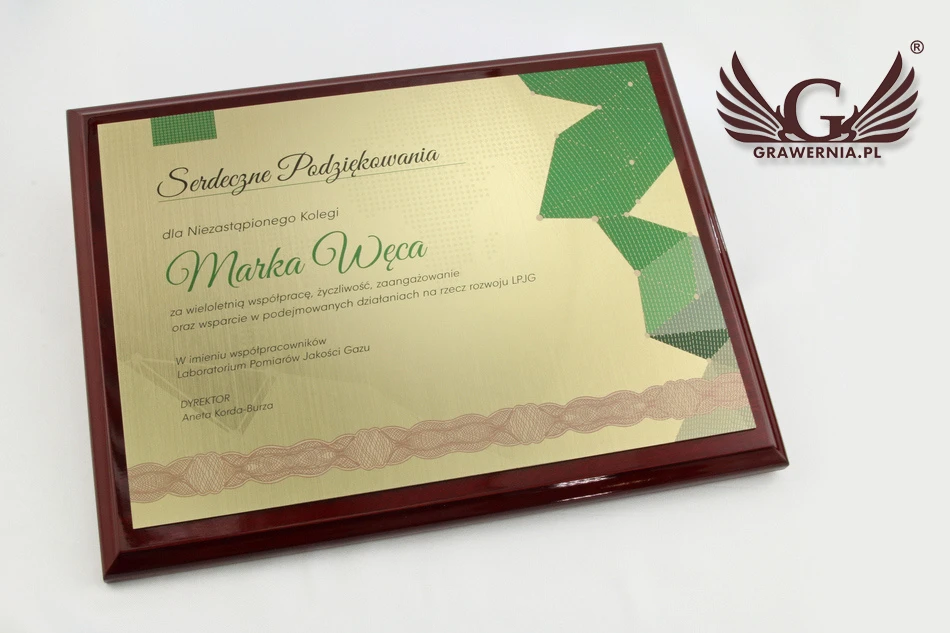 Serdeczne Podziękowania
dla Niezastąpionego Kolegi
Marka Węca
za wieloletnią współpracę, życzliwość, zaangażowanie
oraz wsparcie w podejmowanych działaniach na rzecz rozwoju LPJG
W imieniu współpracowników
Laboratorium Pomiarów Jakości Gazu
DYREKTOR
Aneta Korda-Burza
G
®
GRAWERNIA.PL